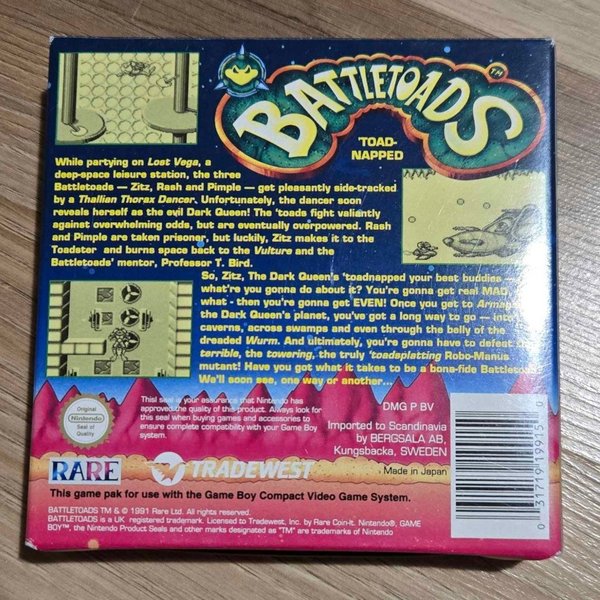 BATTLETOADS™
'TOAD-
NAPPED
While partying on Lost Vega, a
deep-space leisure station, the three
Battletoads — Zitz, Rash and Pimple — get pleasantly side-tracked
by a Thallian Thorax Dancer. Unfortunately, the dancer soon
reveals herself as the evil Dark Queen! The 'toads fight valiantly
against overwhelming odds, but are eventually overpowered. Rash
and Pimple are taken prisoner, but luckily, Zitz makes it to the
Toadster and burns space back to the Vulture and the
Battletoads' mentor, Professor T. Bird.
So, Zitz, The Dark Queen's 'toadnapped your best buddies —
what're you gonna do about it? You're gonna get real MAD,
what - then you're gonna get EVEN! Once you get to
the Dark Queen's planet, you've got a long way to go — into
caverns, across swamps and even through the belly of the
dreaded Wurm. And ultimately, you're gonna have to defeat the
terrible, the towering, the truly 'toadsplatting Robo-Manus
mutant! Have you got what it takes to be a bona-fide
We'll soon see, one way or another...
Original
Nintendo
Seal of
Quality
This seal is your assurance that Nintendo has
approved the quality of this product. Always look for
this seal when buying games and accessories to
ensure complete compatibility with your Game Boy
system.
DMG P BV
Imported to Scandinavia
by BERGSALA AB,
Kungsbacka, SWEDEN
Made in Japan
RARE
TRADEWEST
This game pak for use with the Game Boy Compact Video Game System.
BATTLETOADS TM & © 1991 Rare Ltd. All rights reserved.
BATTLETOADS is a UK registered trademark. Licensed to Tradewest, Inc. by Rare Coin-It. Nintendo®, GAME
BOY™, the Nintendo Product Seals and other marks designated as "TM" are trademarks of Nintendo
0 31719 19915 0